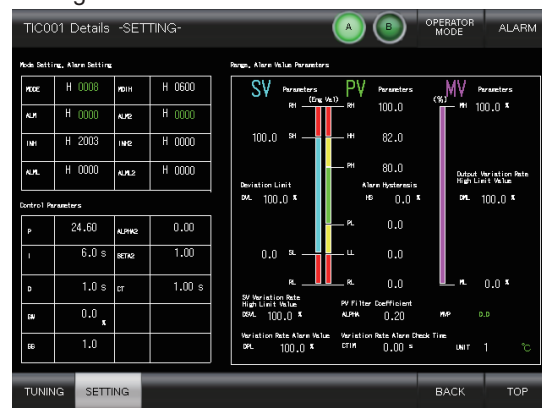 TIC001 Details -SETTING-
A
B
OPERATOR MODE
ALARM
Mode Setting, Alarm Setting
MODE H 0008 MDIH H 0600
ALM H 0000 ALM2 H 0000
INH H 2003 INH2 H 0000
ALML H 0000 ALML2 H 0000
Control Parameters
P 24.60 ALPHA2 0.00
I 6.0 s BETA2 1.00
D 1.0 s CT 1.00 s
GW 0.0 %
GG 1.0
Range, Alarm Value Parameters
SV Parameters PV Parameters MV Parameters
(Eng Val) (%)
RH RH 100.0 MH 100.0 %
100.0 SH HH 82.0
PH 80.0
Deviation Limit
DVL 100.0 %
Alarm Hysteresis
HS 0.0 %
Output Variation Rate
High Limit Value
DML 100.0 %
PL 0.0
0.0 SL LL 0.0
RL RL 0.0 ML 0.0 %
SV Variation Rate
High Limit Value
DSVL 100.0 %
PV Filter Coefficient
ALPHA 0.20
MVP 0.0
Variation Rate Alarm Value
DPL 100.0 %
Variation Rate Alarm Check Time
CTIM 0.00 s
UNIT 1 ℃
TUNING
SETTING
BACK
TOP